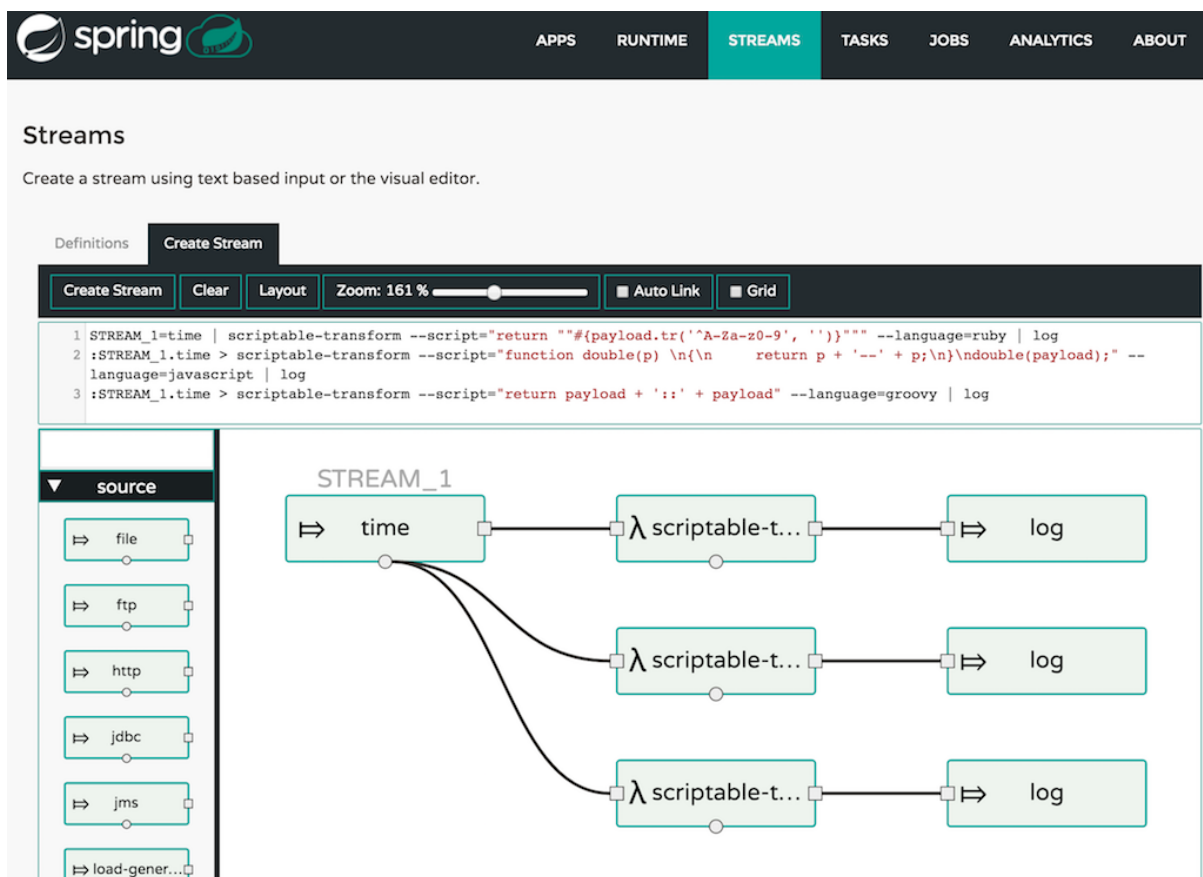 spring
APPS RUNTIME STREAMS TASKS JOBS ANALYTICS ABOUT
Streams
Create a stream using text based input or the visual editor.
Definitions Create Stream
Create Stream Clear Layout Zoom: 161 % Auto Link Grid
1 STREAM_1=time | scriptable-transform --script="return ""#{payload.tr('^A-Za-z0-9', '')}""" --language=ruby | log
2 :STREAM_1.time > scriptable-transform --script="function double(p) \n{\n     return p + '--' + p;\n}\ndouble(payload);" --
language=javascript | log
3 :STREAM_1.time > scriptable-transform --script="return payload + '::' + payload" --language=groovy | log
source
file
ftp
http
jdbc
jms
load-gener...
STREAM_1
time λ scriptable-t... log
λ scriptable-t... log
λ scriptable-t... log